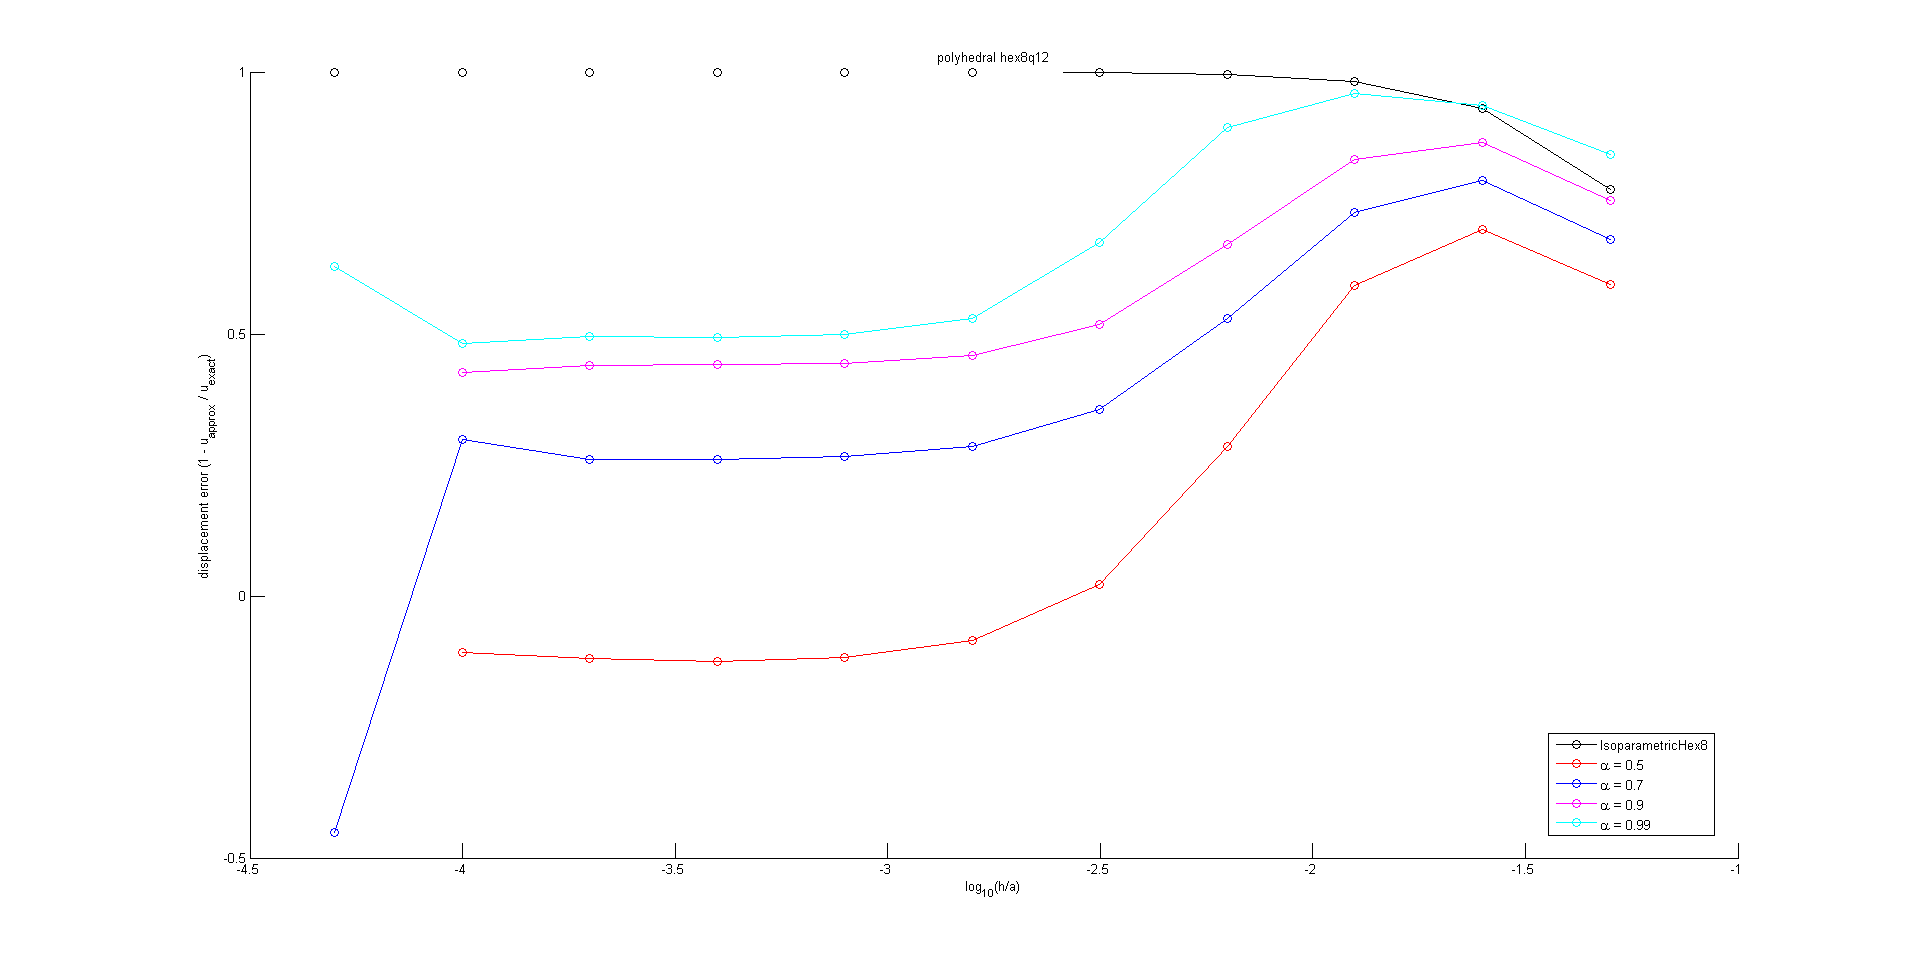 polyhedral hex8q12
1
0.5
0
-0.5
displacement error (1 - u_approx / u_exact)
-4.5 -4 -3.5 -3 -2.5 -2 -1.5 -1
log_10(h/a)
IsoparametricHex8
α = 0.5
α = 0.7
α = 0.9
α = 0.99